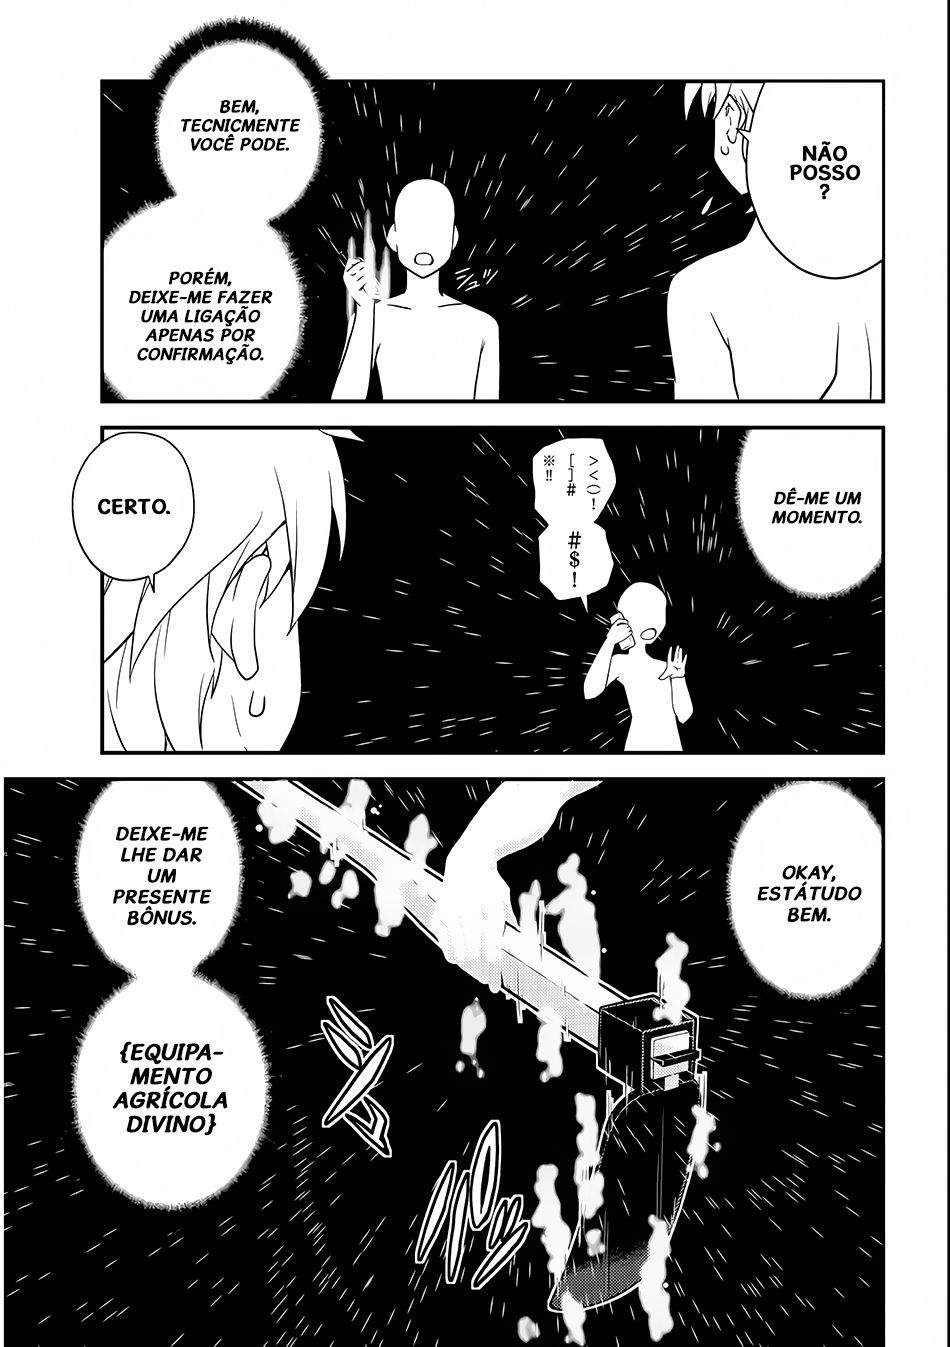 NÃO
POSSO
?
BEM,
TECNICMENTE
VOCÊ PODE.
PORÉM,
DEIXE-ME FAZER
UMA LIGAÇÃO
APENAS POR
CONFIRMAÇÃO.
DÊ-ME UM
MOMENTO.
><()!
[]#
※!!
#$!
CERTO.
OKAY,
ESTÁTUDO
BEM.
DEIXE-ME
LHE DAR
UM
PRESENTE
BÔNUS.
{EQUIPA-
MENTO
AGRÍCOLA
DIVINO}